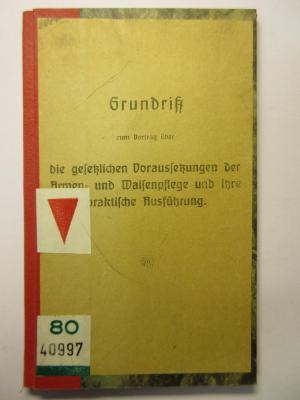 Grundriß
zum Vortrag über
die gesetzlichen Voraussetzungen der
Armen- und Waisenpflege und ihre
praktische Ausführung.
80
40997